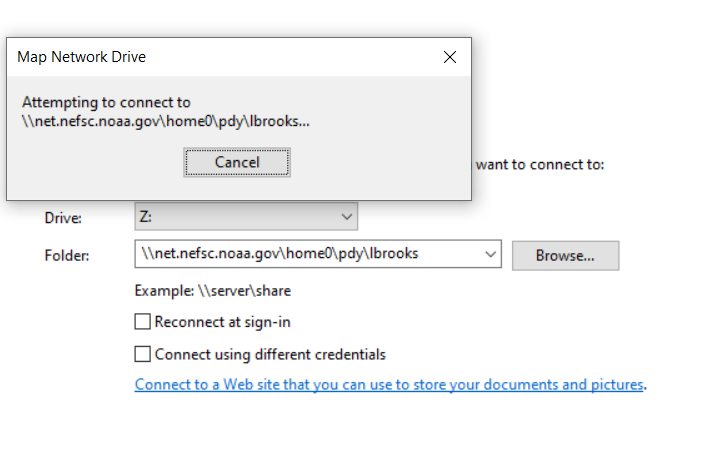 Map Network Drive
Attempting to connect to
\\net.nefsc.noaa.gov\home0\pdy\lbrooks...
Cancel
want to connect to:
Drive: Z:
Folder: \\net.nefsc.noaa.gov\home0\pdy\lbrooks Browse...
Example: \\server\share
Reconnect at sign-in
Connect using different credentials
Connect to a Web site that you can use to store your documents and pictures.